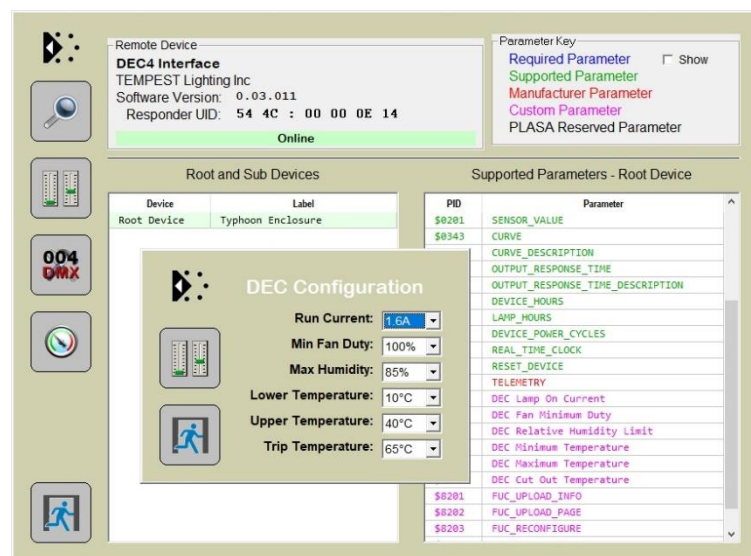 Remote Device
DEC4 Interface
TEMPEST Lighting Inc
Software Version: 0.03.011
Responder UID: 54 4C : 00 00 0E 14
Online
Parameter Key
Required Parameter
Show
Supported Parameter
Manufacturer Parameter
Custom Parameter
PLASA Reserved Parameter
004
DMX
Root and Sub Devices
Device Label
Root Device Typhoon Enclosure
Supported Parameters - Root Device
PID Parameter
$0201 SENSOR_VALUE
$0343 CURVE
CURVE_DESCRIPTION
OUTPUT_RESPONSE_TIME
OUTPUT_RESPONSE_TIME_DESCRIPTION
DEVICE_HOURS
LAMP_HOURS
DEVICE_POWER_CYCLES
REAL_TIME_CLOCK
RESET_DEVICE
TELEMETRY
DEC Lamp On Current
DEC Fan Minimum Duty
DEC Relative Humidity Limit
DEC Minimum Temperature
DEC Maximum Temperature
DEC Cut Out Temperature
$8201 FUC_UPLOAD_INFO
$8202 FUC_UPLOAD_PAGE
$8203 FUC_RECONFIGURE
DEC Configuration
Run Current: 1.6A
Min Fan Duty: 100%
Max Humidity: 85%
Lower Temperature: 10°C
Upper Temperature: 40°C
Trip Temperature: 65°C